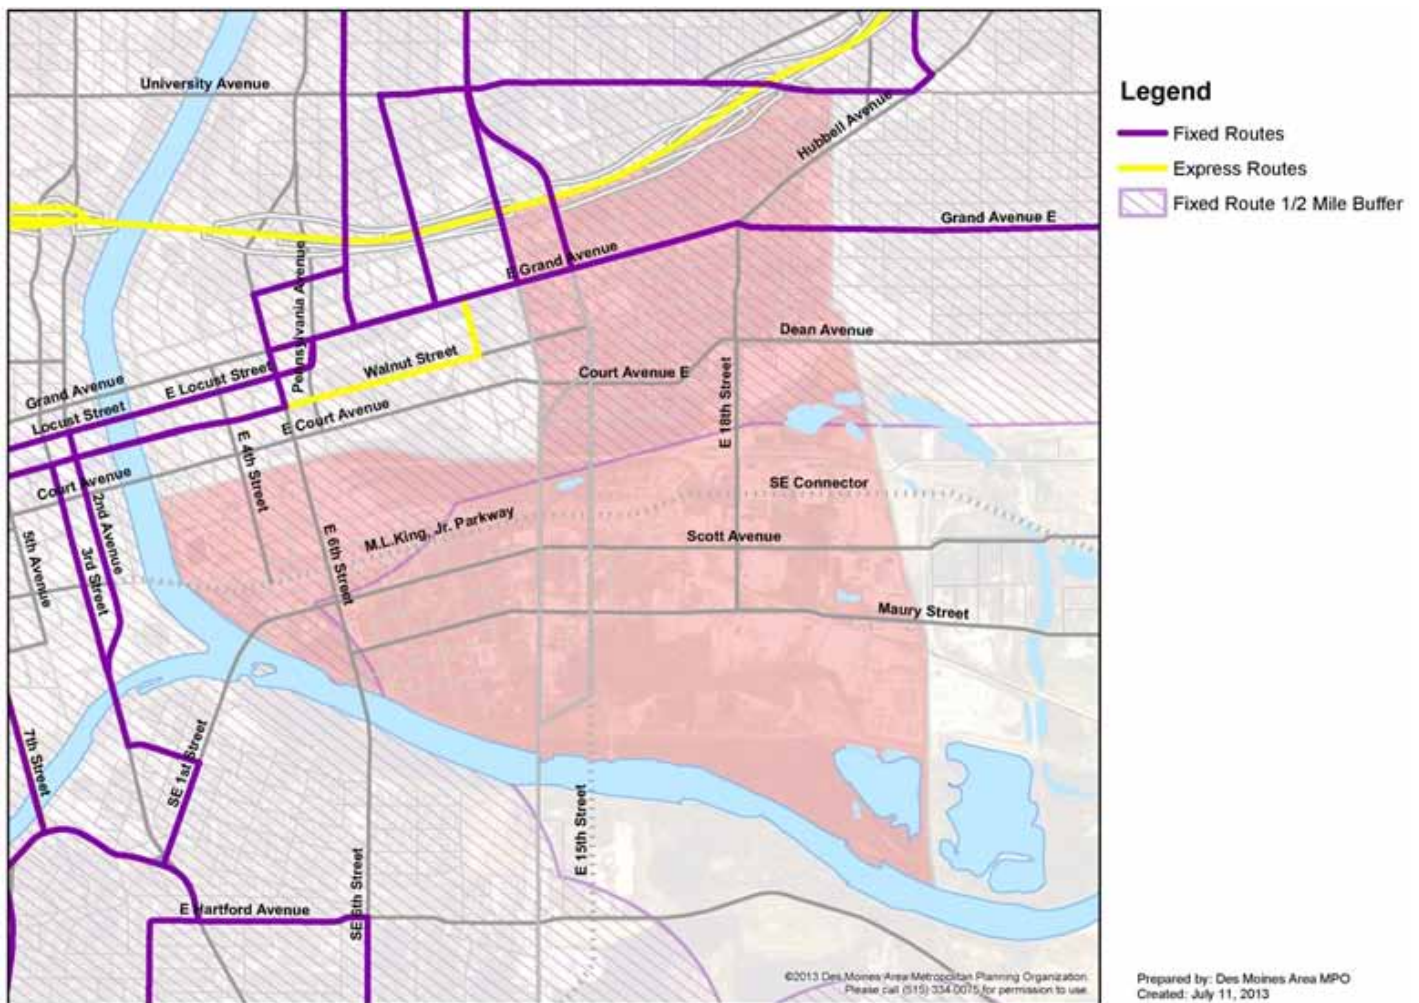 University Avenue
Hubbell Avenue
Grand Avenue E
E Grand Avenue
Pennsylvania Avenue
Dean Avenue
Walnut Street
Court Avenue E
E Locust Street
Grand Avenue
Locust Street
E Court Avenue
E 18th Street
E 4th Street
Court Avenue
2nd Avenue
SE Connector
M.L.King, Jr. Parkway
E 6th Street
Scott Avenue
5th Avenue
3rd Street
Maury Street
7th Street
SE 1st Street
E 15th Street
SE 6th Street
E Hartford Avenue
©2013 Des Moines Area Metropolitan Planning Organization.
Please call (515) 334-0075 for permission to use.
Legend
Fixed Routes
Express Routes
Fixed Route 1/2 Mile Buffer
Prepared by: Des Moines Area MPO
Created: July 11, 2013